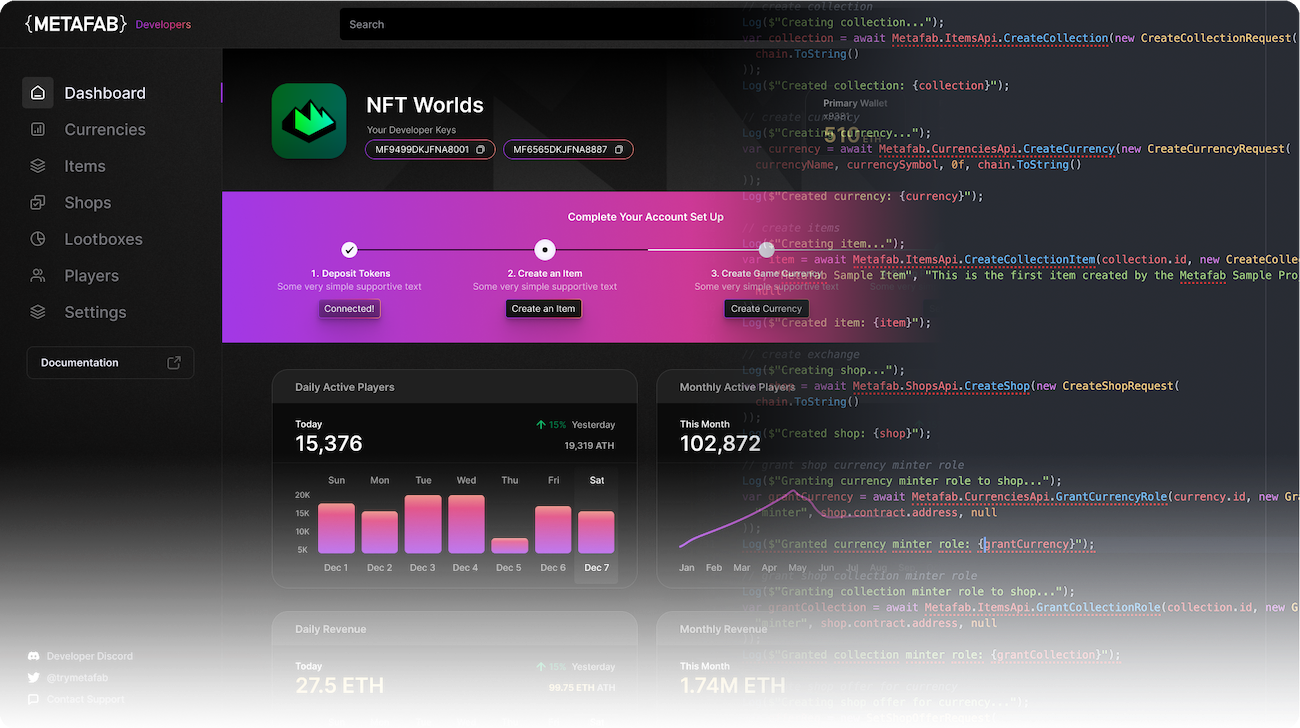 {METAFAB} Developers
Search
Dashboard
Currencies
Items
Shops
Lootboxes
Players
Settings
Documentation
Developer Discord
@trymetafab
Contact Support
NFT Worlds
Your Developer Keys
MF9499DKJFNA8001
MF6565DKJFNA8887
Primary Wallet
510 ETH
Complete Your Account Set Up
1. Deposit Tokens
Some very simple supportive text
Connected!
2. Create an Item
Some very simple supportive text
Create an Item
3. Create Game Currency
Some very simple supportive text
Create Currency
Daily Active Players
Today
15,376
15% Yesterday
19,319 ATH
Sun Mon Tue Wed Thu Fri Sat
20K
15K
10K
5K
Dec 1 Dec 2 Dec 3 Dec 4 Dec 5 Dec 6 Dec 7
Monthly Active Players
This Month
102,872
Jan Feb Mar Apr May Jun Jul Aug
Daily Revenue
Today
27.5 ETH
15% Yesterday
99.75 ETH ATH
Monthly Revenue
This Month
1.74M ETH
// create collection
Log($"Creating collection...");
var collection = await Metafab.ItemsApi.CreateCollection(new CreateCollectionRequest(
chain.ToString()
));
Log($"Created collection: {collection}");
// create currency
Log($"Creating currency...");
var currency = await Metafab.CurrenciesApi.CreateCurrency(new CreateCurrencyRequest(
currencyName, currencySymbol, 0f, chain.ToString()
));
Log($"Created currency: {currency}");
// create items
Log($"Creating item...");
var item = await Metafab.ItemsApi.CreateCollectionItem(collection.id, new CreateCollec
"Metafab Sample Item", "This is the first item created by the Metafab Sample Pro
null
Log($"Created item: {item}");
// create exchange
Log($"Creating shop...");
var shop = await Metafab.ShopsApi.CreateShop(new CreateShopRequest(
chain.ToString()
));
Log($"Created shop: {shop}");
// grant shop currency minter role
Log($"Granting currency minter role to shop...");
var grantCurrency = await Metafab.CurrenciesApi.GrantCurrencyRole(currency.id, new Gra
"minter", shop.contract.address, null
));
Log($"Granted currency minter role: {grantCurrency}");
// grant shop collection minter role
Log($"Granting collection minter role to shop...");
var grantCollection = await Metafab.ItemsApi.GrantCollectionRole(collection.id, new G
"minter", shop.contract.address, null
Log($"Granted collection minter role: {grantCollection}");